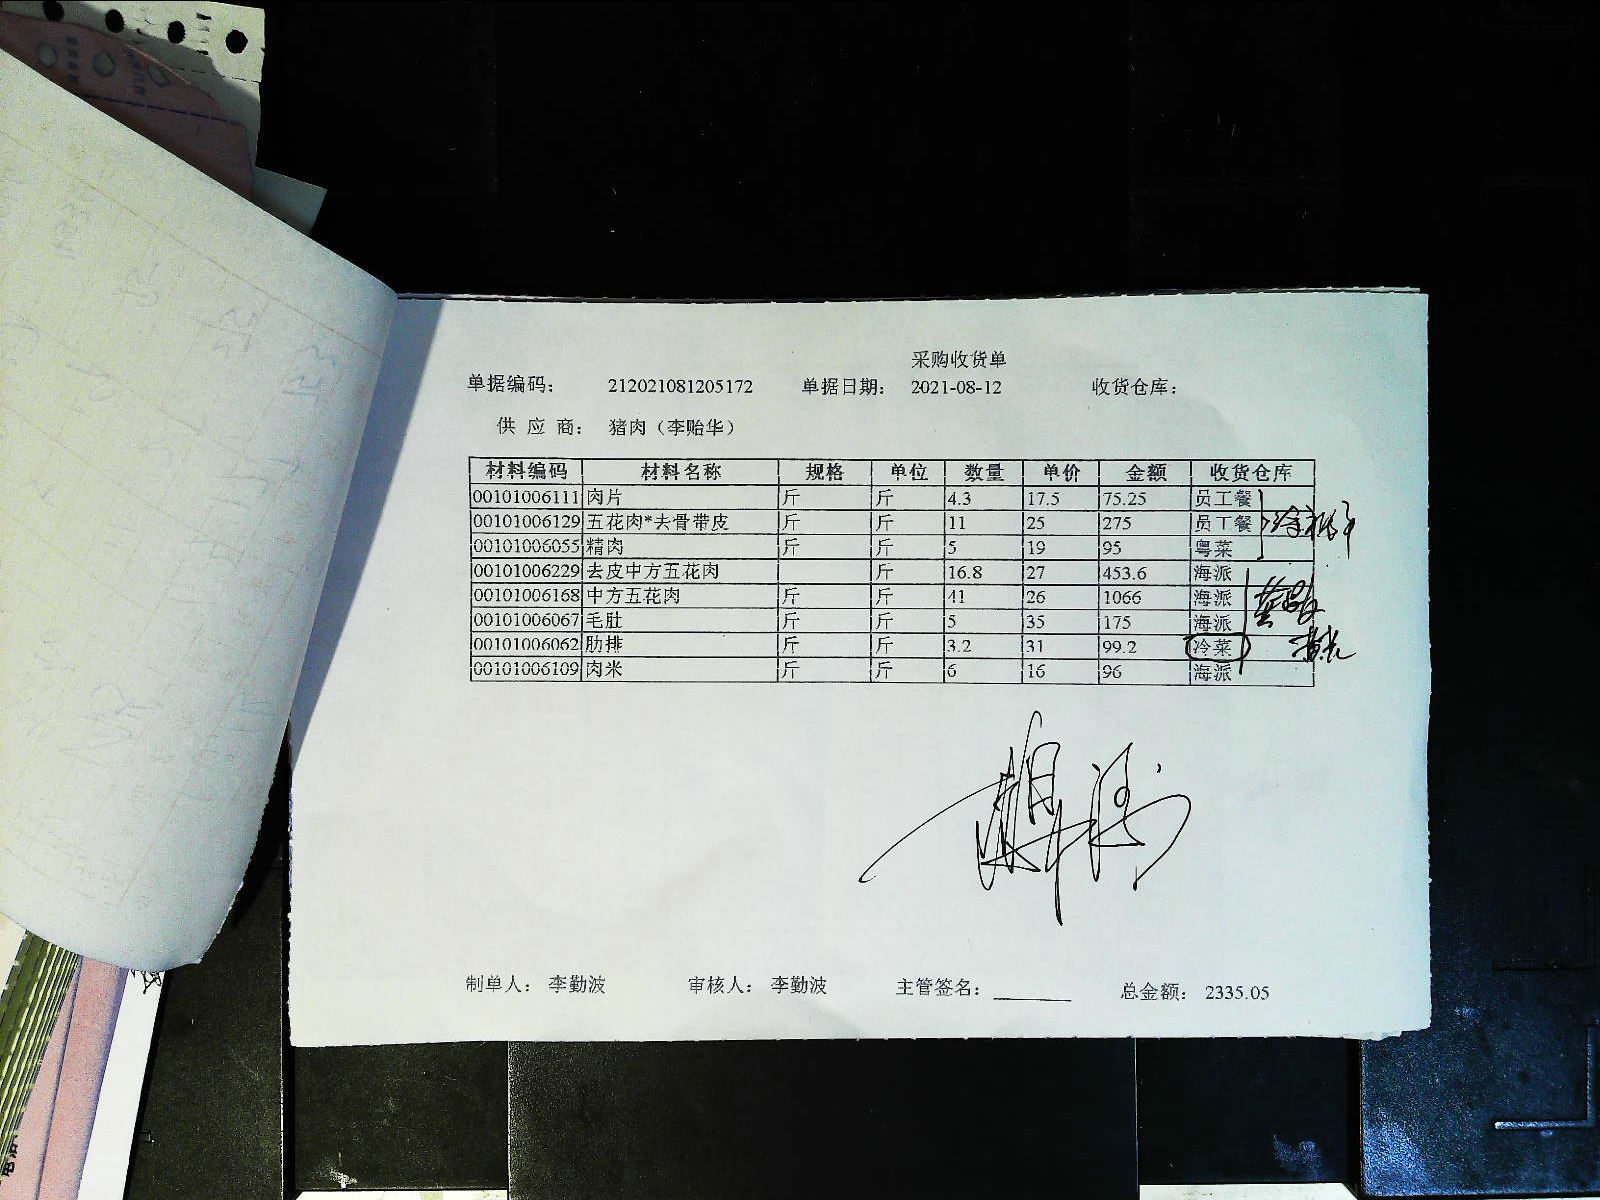 采购收货单
单据编码： 212021081205172 单据日期： 2021-08-12 收货仓库：
供 应 商： 猪肉（李贻华）
材料编码 材料名称 规格 单位 数量 单价 金额 收货仓库
00101006111 肉片 斤 斤 4.3 17.5 75.25 员工餐
00101006129 五花肉*去骨带皮 斤 斤 11 25 275 员工餐
00101006055 精肉 斤 斤 5 19 95 粤菜
00101006229 去皮中方五花肉 斤 16.8 27 453.6 海派
00101006168 中方五花肉 斤 斤 41 26 1066 海派
00101006067 毛肚 斤 斤 5 35 175 海派
00101006062 肋排 斤 斤 3.2 31 99.2 冷菜
00101006109 肉米 斤 斤 6 16 96 海派
制单人： 李勤波 审核人： 李勤波 主管签名： 总金额： 2335.05